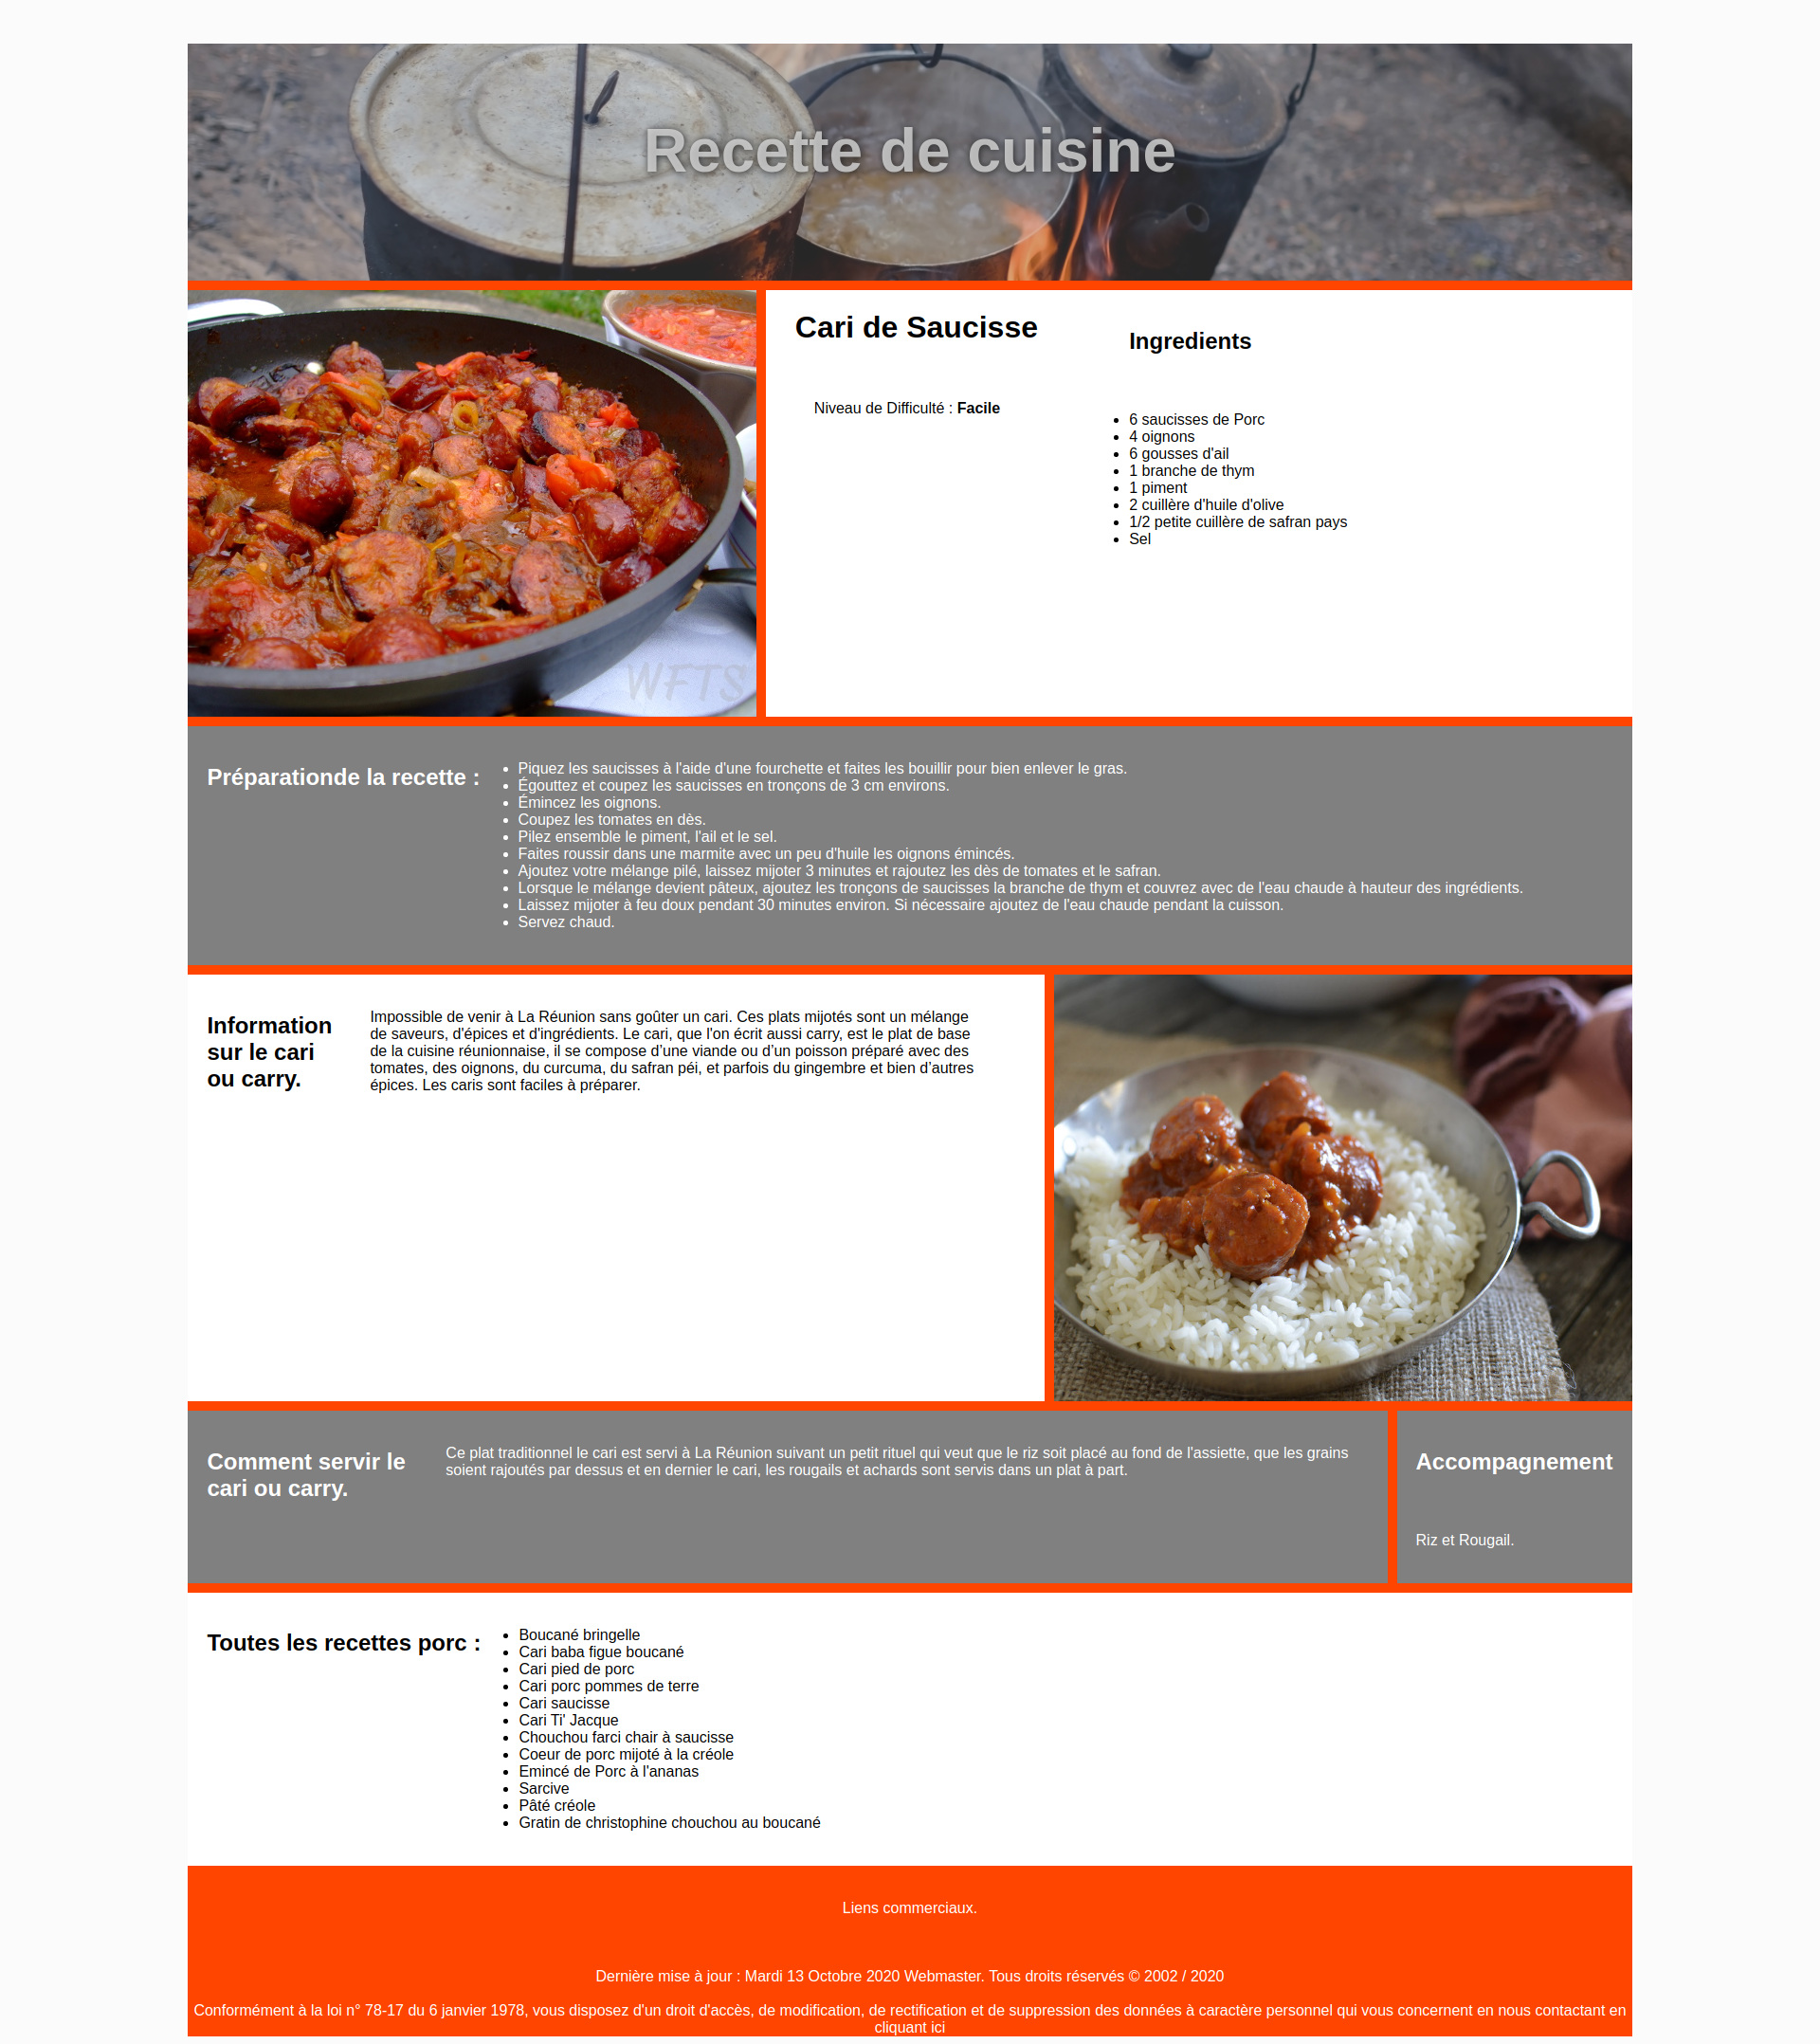 Recette de cuisine
Cari de Saucisse
Niveau de Difficulté : Facile
Ingredients
6 saucisses de Porc
4 oignons
6 gousses d'ail
1 branche de thym
1 piment
2 cuillère d'huile d'olive
1/2 petite cuillère de safran pays
Sel
WFTS
Préparationde la recette :
Piquez les saucisses à l'aide d'une fourchette et faites les bouillir pour bien enlever le gras.
Égouttez et coupez les saucisses en tronçons de 3 cm environs.
Émincez les oignons.
Coupez les tomates en dès.
Pilez ensemble le piment, l'ail et le sel.
Faites roussir dans une marmite avec un peu d'huile les oignons émincés.
Ajoutez votre mélange pilé, laissez mijoter 3 minutes et rajoutez les dès de tomates et le safran.
Lorsque le mélange devient pâteux, ajoutez les tronçons de saucisses la branche de thym et couvrez avec de l'eau chaude à hauteur des ingrédients.
Laissez mijoter à feu doux pendant 30 minutes environ. Si nécessaire ajoutez de l'eau chaude pendant la cuisson.
Servez chaud.
Information
sur le cari
ou carry.
Impossible de venir à La Réunion sans goûter un cari. Ces plats mijotés sont un mélange
de saveurs, d'épices et d'ingrédients. Le cari, que l'on écrit aussi carry, est le plat de base
de la cuisine réunionnaise, il se compose d’une viande ou d’un poisson préparé avec des
tomates, des oignons, du curcuma, du safran péi, et parfois du gingembre et bien d’autres
épices. Les caris sont faciles à préparer.
Comment servir le
cari ou carry.
Ce plat traditionnel le cari est servi à La Réunion suivant un petit rituel qui veut que le riz soit placé au fond de l'assiette, que les grains
soient rajoutés par dessus et en dernier le cari, les rougails et achards sont servis dans un plat à part.
Accompagnement
Riz et Rougail.
Toutes les recettes porc :
Boucané bringelle
Cari baba figue boucané
Cari pied de porc
Cari porc pommes de terre
Cari saucisse
Cari Ti' Jacque
Chouchou farci chair à saucisse
Coeur de porc mijoté à la créole
Emincé de Porc à l'ananas
Sarcive
Pâté créole
Gratin de christophine chouchou au boucané
Liens commerciaux.
Dernière mise à jour : Mardi 13 Octobre 2020 Webmaster. Tous droits réservés © 2002 / 2020
Conformément à la loi n° 78-17 du 6 janvier 1978, vous disposez d'un droit d'accès, de modification, de rectification et de suppression des données à caractère personnel qui vous concernent en nous contactant en
cliquant ici